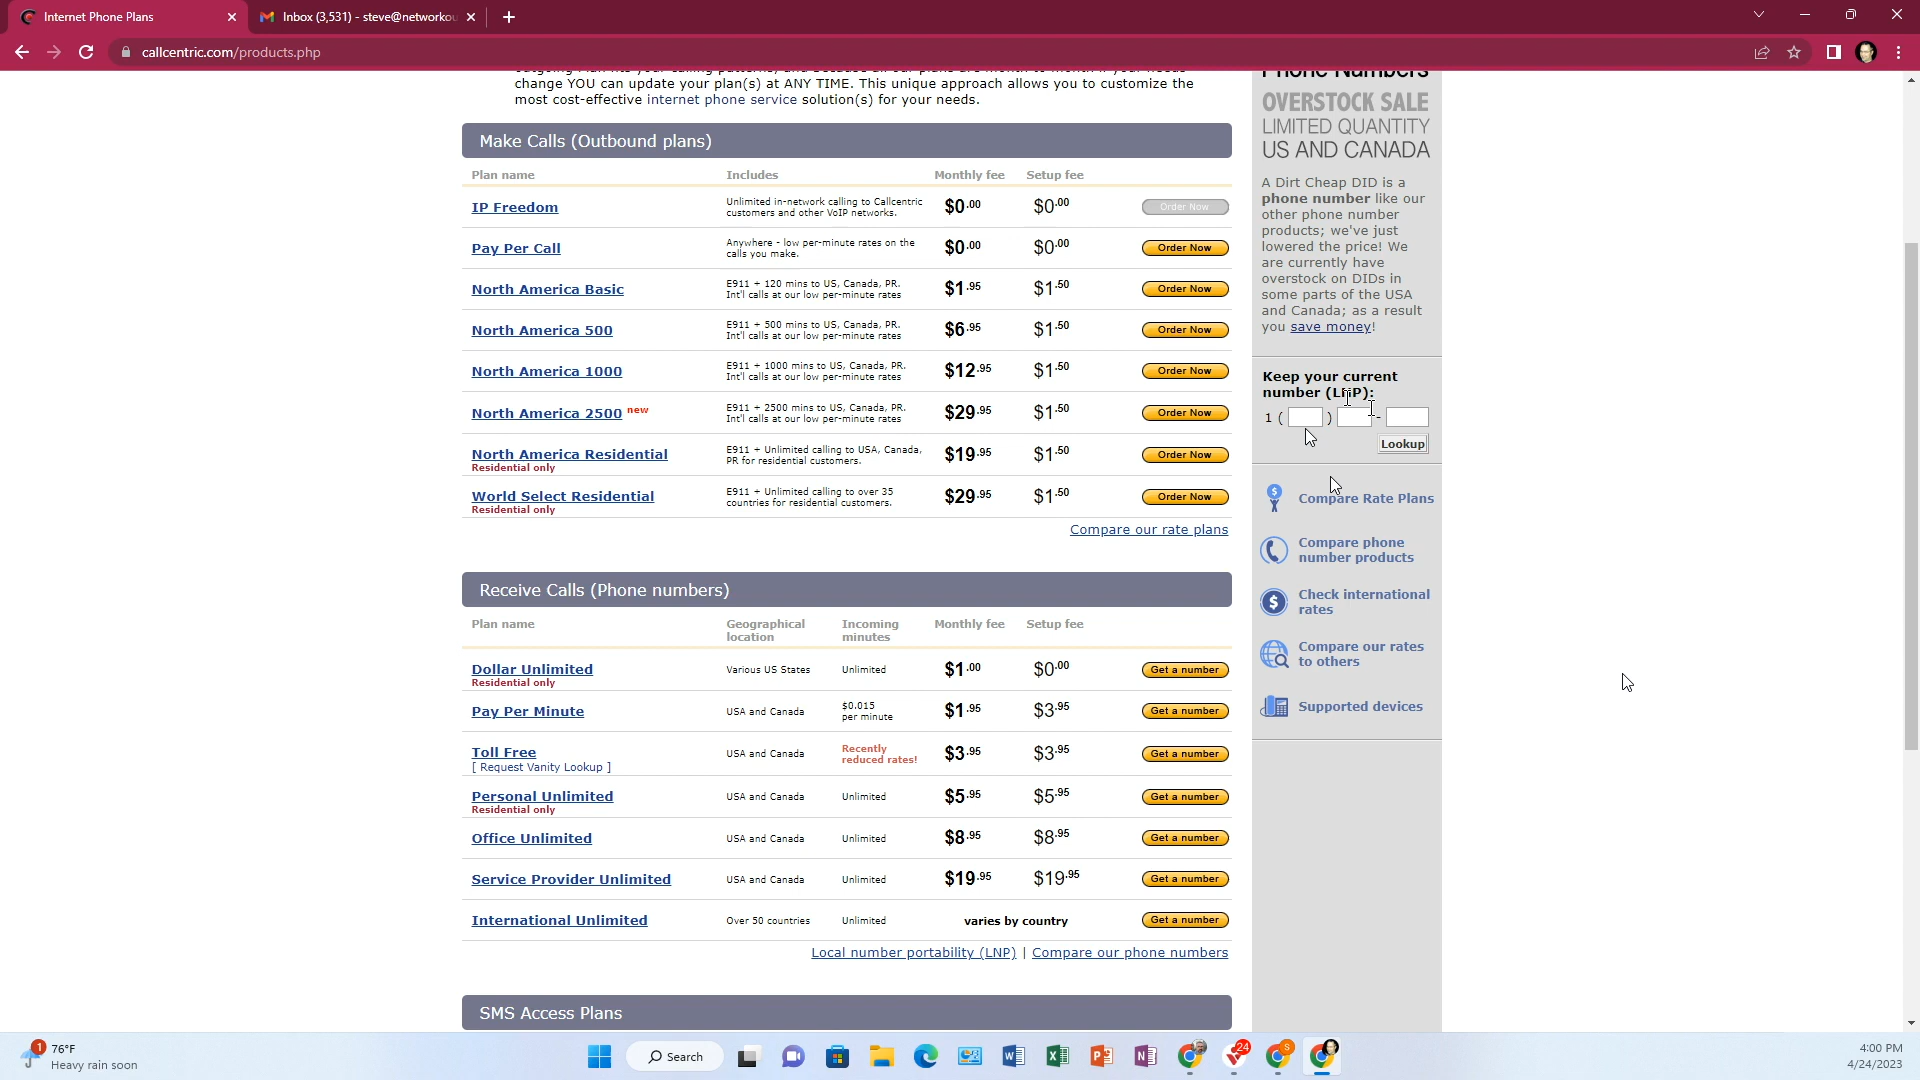 Internet Phone Plans
Inbox (3,531) - steve@networkou
callcentric.com/products.php
change YOU can update your plan(s) at ANY TIME. This unique approach allows you to customize the
most cost-effective internet phone service solution(s) for your needs.
Make Calls (Outbound plans)
Plan name Includes Monthly fee Setup fee
IP Freedom Unlimited in-network calling to Callcentric $0.00 $0.00 Order Now
customers and other VoIP networks.
Pay Per Call Anywhere - low per-minute rates on the $0.00 $0.00 Order Now
calls you make.
North America Basic E911 + 120 mins to US, Canada, PR. $1.95 $1.50 Order Now
Int'l calls at our low per-minute rates
North America 500 E911 + 500 mins to US, Canada, PR. $6.95 $1.50 Order Now
Int'l calls at our low per-minute rates
North America 1000 E911 + 1000 mins to US, Canada, PR. $12.95 $1.50 Order Now
Int'l calls at our low per-minute rates
North America 2500 new E911 + 2500 mins to US, Canada, PR. $29.95 $1.50 Order Now
Int'l calls at our low per-minute rates
North America Residential E911 + Unlimited calling to USA, Canada, $19.95 $1.50 Order Now
Residential only PR for residential customers.
World Select Residential E911 + Unlimited calling to over 35 $29.95 $1.50 Order Now
Residential only countries for residential customers.
Compare our rate plans
Receive Calls (Phone numbers)
Plan name Geographical location Incoming minutes Monthly fee Setup fee
Dollar Unlimited Various US States Unlimited $1.00 $0.00 Get a number
Residential only
Pay Per Minute USA and Canada $0.015 per minute $1.95 $3.95 Get a number
Toll Free USA and Canada Recently reduced rates! $3.95 $3.95 Get a number
[ Request Vanity Lookup ]
Personal Unlimited USA and Canada Unlimited $5.95 $5.95 Get a number
Residential only
Office Unlimited USA and Canada Unlimited $8.95 $8.95 Get a number
Service Provider Unlimited USA and Canada Unlimited $19.95 $19.95 Get a number
International Unlimited Over 50 countries Unlimited varies by country Get a number
Local number portability (LNP) | Compare our phone numbers
SMS Access Plans
Phone Numbers
OVERSTOCK SALE
LIMITED QUANTITY
US AND CANADA
A Dirt Cheap DID is a
phone number like our
other phone number
products; we've just
lowered the price! We
are currently have
overstock on DIDs in
some parts of the USA
and Canada; as a result
you save money!
Keep your current
number (LNP):
1 ( ) -
Lookup
Compare Rate Plans
Compare phone
number products
Check international
rates
Compare our rates
to others
Supported devices
1
76°F
Heavy rain soon
Search
24
S
4:00 PM
4/24/2023